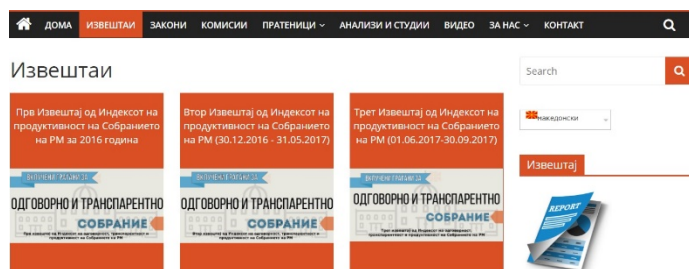 ДОМА ИЗВЕШТАИ ЗАКОНИ КОМИСИИ ПРАТЕНИЦИ АНАЛИЗИ И СТУДИИ ВИДЕО ЗА НАС КОНТАКТ
Извештаи
Прв Извештај од Индексот на
продуктивност на Собранието
на РМ за 2016 година
ОДГОВОРНО И ТРАНСПАРЕНТНО
СОБРАНИЕ
Втор Извештај од Индексот на
продуктивност на Собранието
на РМ (30.12.2016 - 31.05.2017)
ОДГОВОРНО И ТРАНСПАРЕНТНО
СОБРАНИЕ
Трет Извештај од Индексот на
продуктивност на Собранието
на РМ (01.06.2017-30.09.2017)
ОДГОВОРНО И ТРАНСПАРЕНТНО
СОБРАНИЕ
Search
македонски
Извештај
REPORT